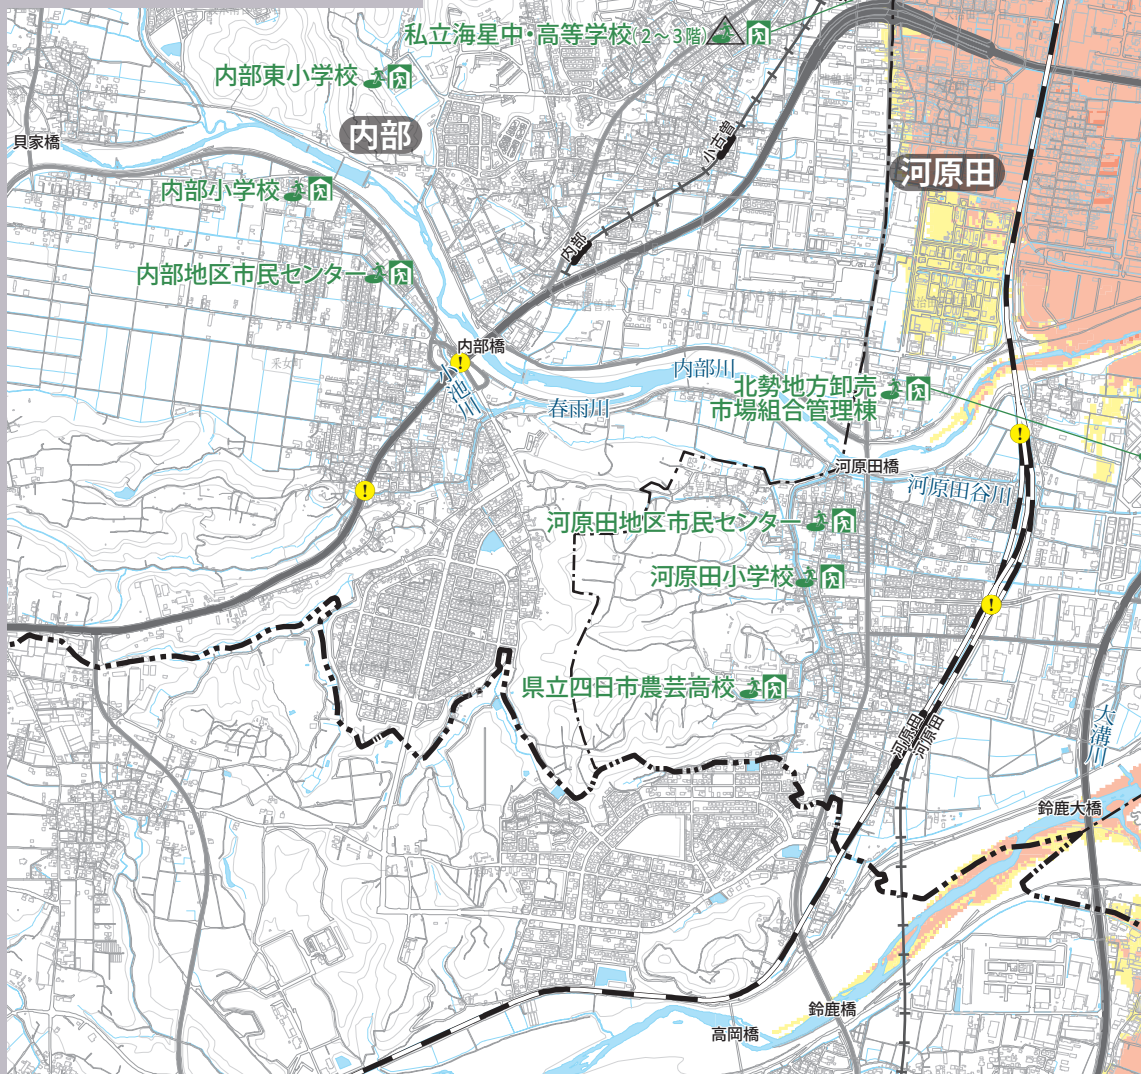 私立海星中・高等学校(2～3階)
内部東小学校
内部
貝家橋
小古曽
河原田
内部小学校
内部
内部地区市民センター
内部橋
采女町
小池川
内部川
春雨川
北勢地方卸売
市場組合管理棟
河原田橋
河原田谷川
河原田地区市民センター
河原田小学校
県立四日市農芸高校
河原田
河原田
大溝川
鈴鹿大橋
鈴鹿橋
高岡橋